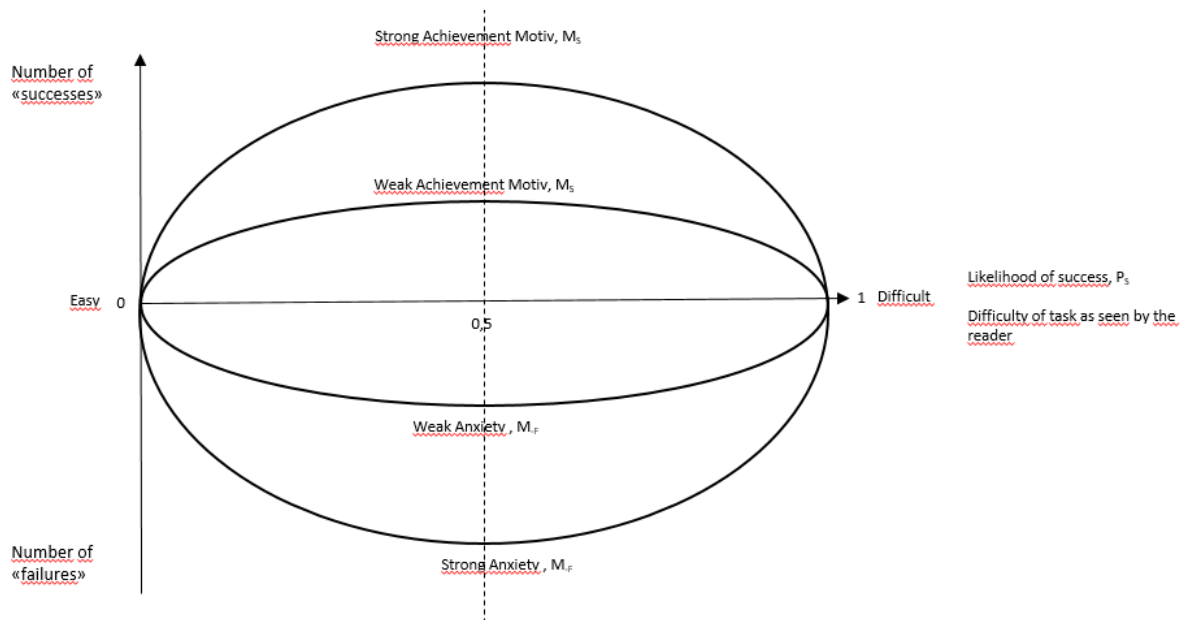 Strong Achievement Motiv, Ms
Number of
«successes»
Weak Achievement Motiv, Ms
Easy 0
0,5
1 Difficult
Likelihood of success, Ps
Difficulty of task as seen by the
reader
Weak Anxiety , M-F
Strong Anxiety , M-F
Number of
«failures»